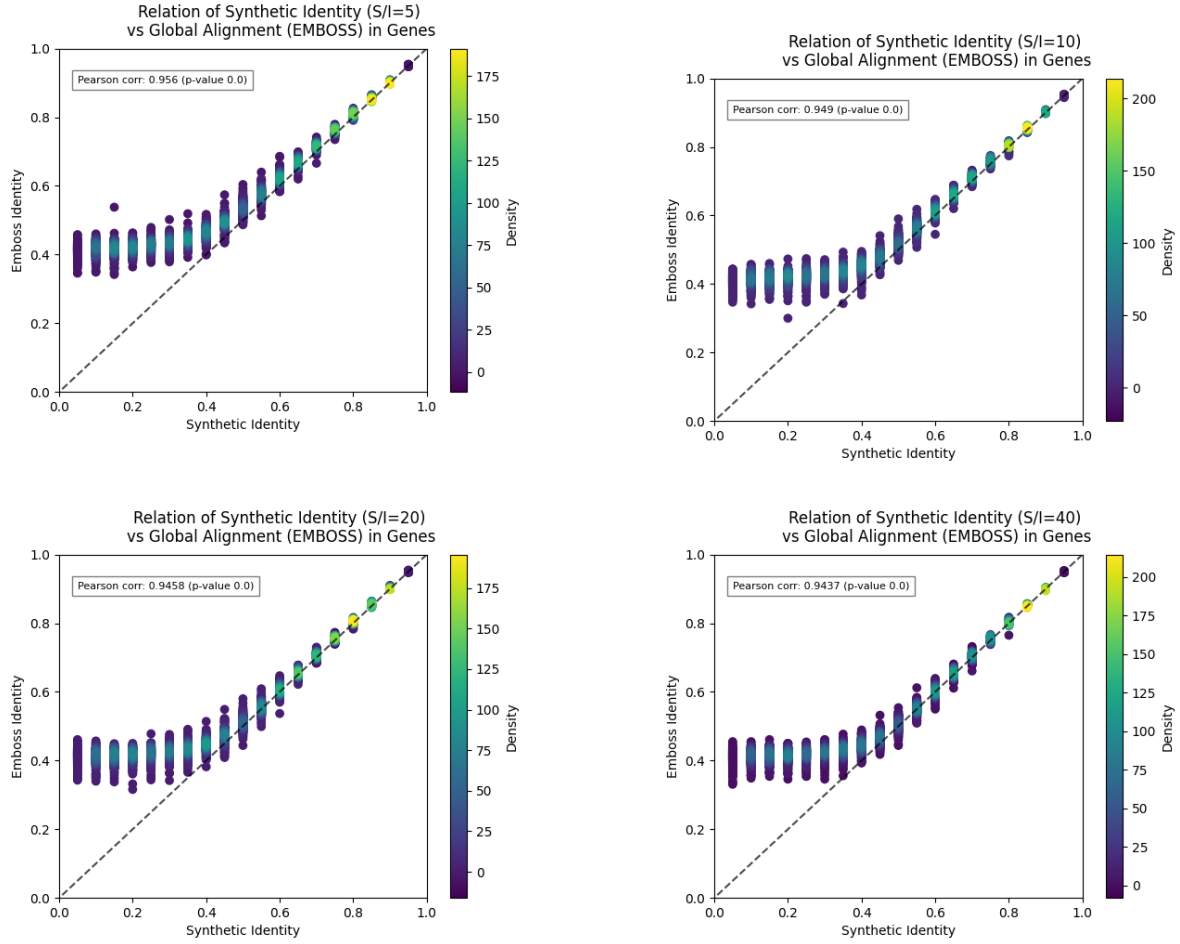 Relation of Synthetic Identity (S/I=5)
vs Global Alignment (EMBOSS) in Genes
Pearson corr: 0.956 (p-value 0.0)
1.0
0.8
0.6
0.4
0.2
0.0
Emboss Identity
0.0 0.2 0.4 0.6 0.8 1.0
Synthetic Identity
175
150
125
100
75
50
25
0
Density
Relation of Synthetic Identity (S/I=10)
vs Global Alignment (EMBOSS) in Genes
Pearson corr: 0.949 (p-value 0.0)
1.0
0.8
0.6
0.4
0.2
0.0
Emboss Identity
0.0 0.2 0.4 0.6 0.8 1.0
Synthetic Identity
200
150
100
50
0
Density
Relation of Synthetic Identity (S/I=20)
vs Global Alignment (EMBOSS) in Genes
Pearson corr: 0.9458 (p-value 0.0)
1.0
0.8
0.6
0.4
0.2
0.0
Emboss Identity
0.0 0.2 0.4 0.6 0.8 1.0
Synthetic Identity
175
150
125
100
75
50
25
0
Density
Relation of Synthetic Identity (S/I=40)
vs Global Alignment (EMBOSS) in Genes
Pearson corr: 0.9437 (p-value 0.0)
1.0
0.8
0.6
0.4
0.2
0.0
Emboss Identity
0.0 0.2 0.4 0.6 0.8 1.0
Synthetic Identity
200
175
150
125
100
75
50
25
0
Density